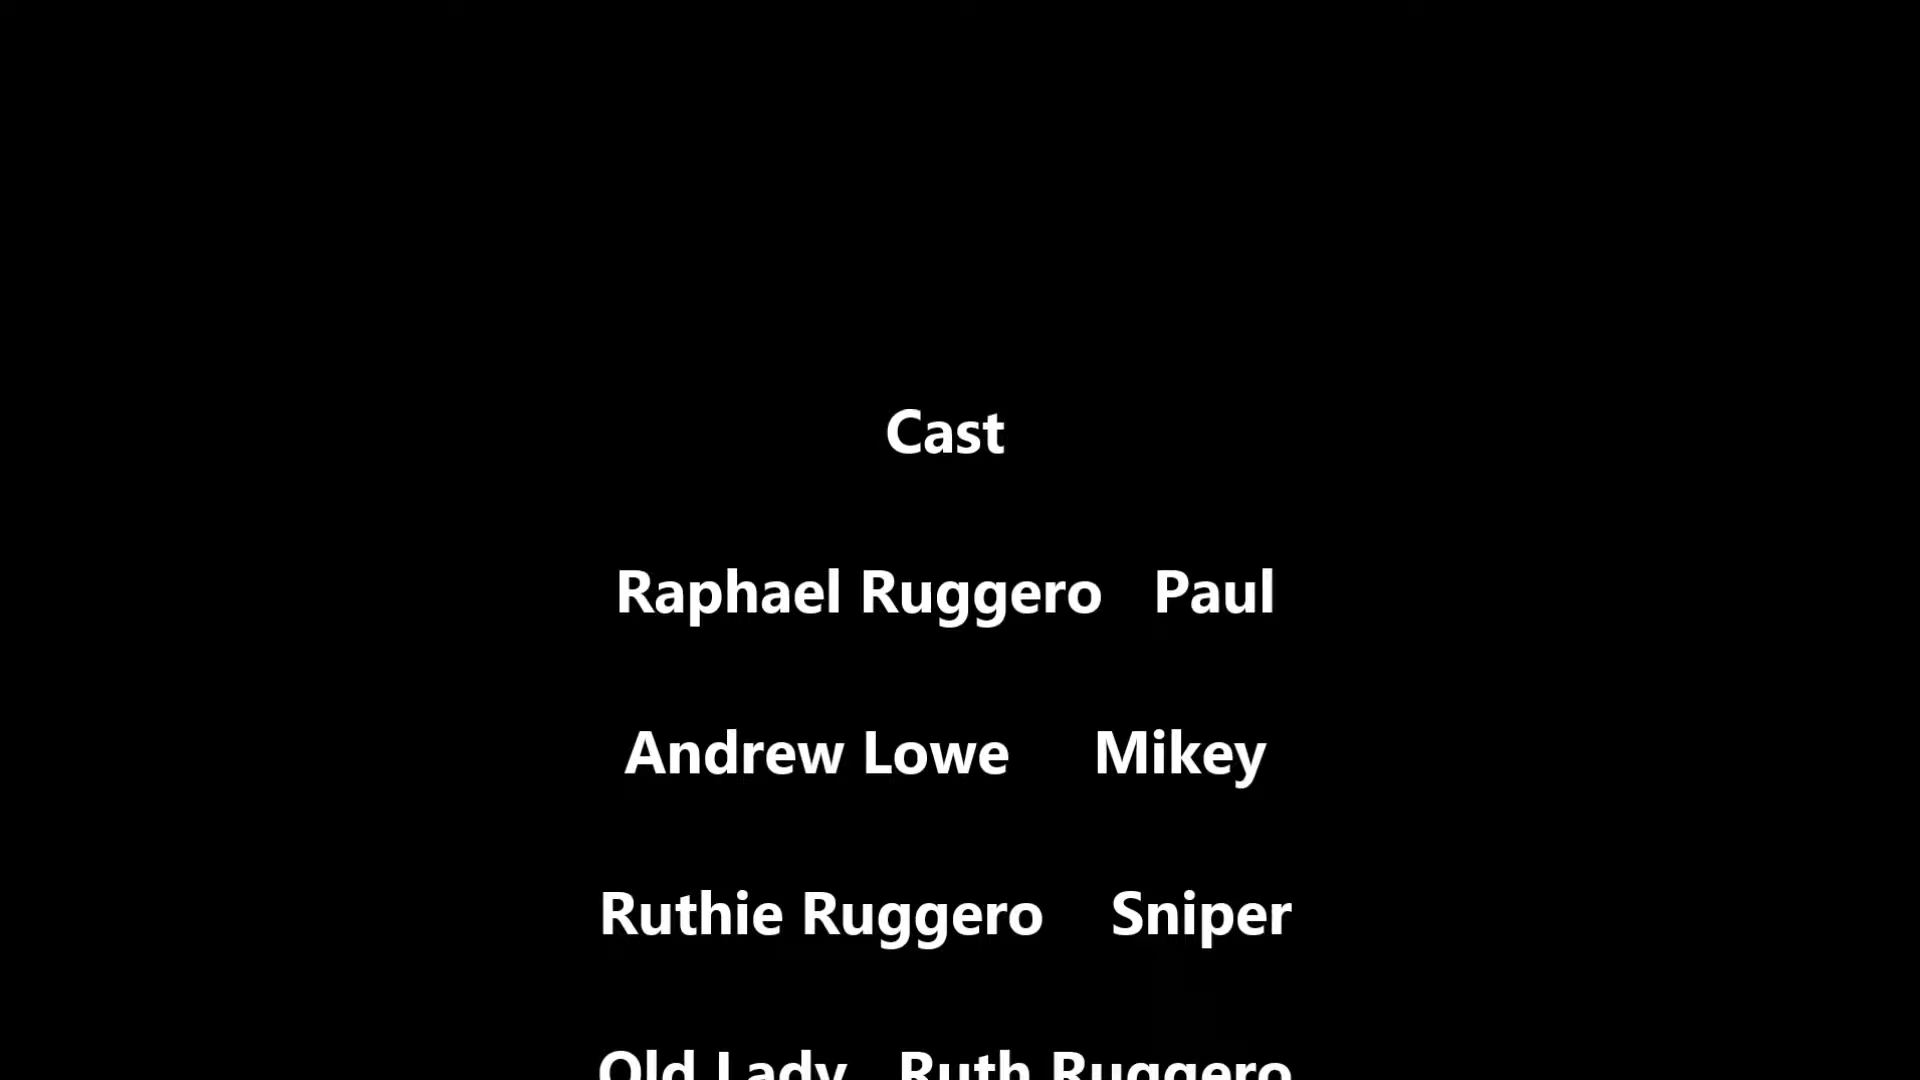 Cast
Raphael Ruggero Paul
Andrew Lowe Mikey
Ruthie Ruggero Sniper
Old Lady Ruth Ruggero